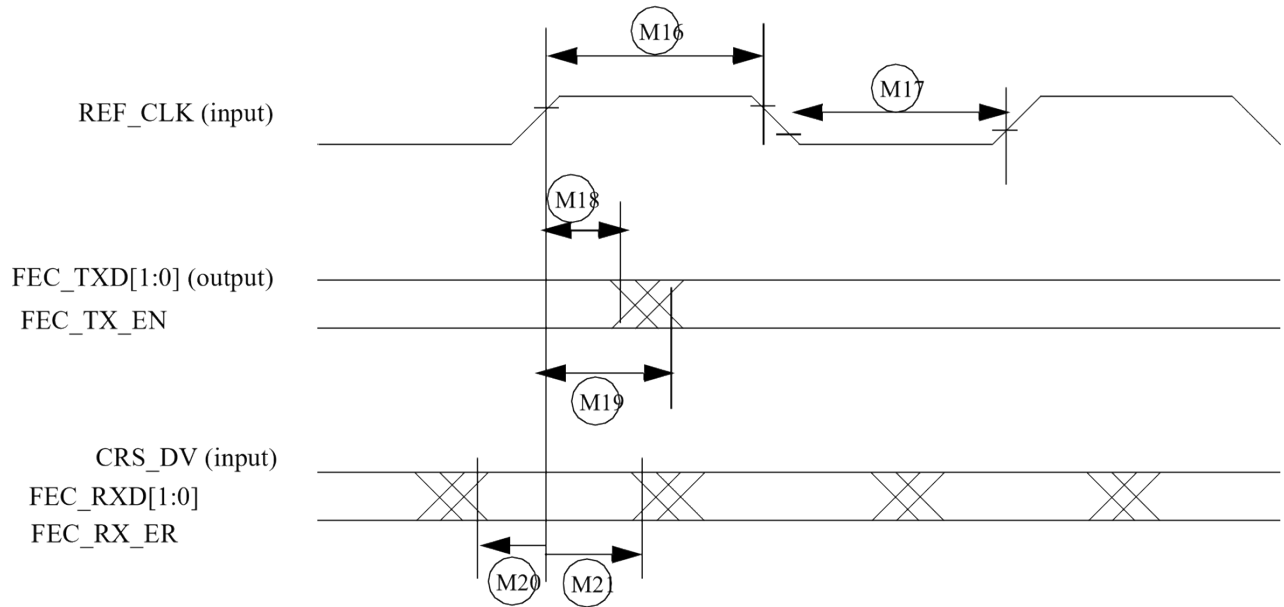 M16
M17
REF_CLK (input)
M18
FEC_TXD[1:0] (output)
FEC_TX_EN
M19
CRS_DV (input)
FEC_RXD[1:0]
FEC_RX_ER
M20
M21